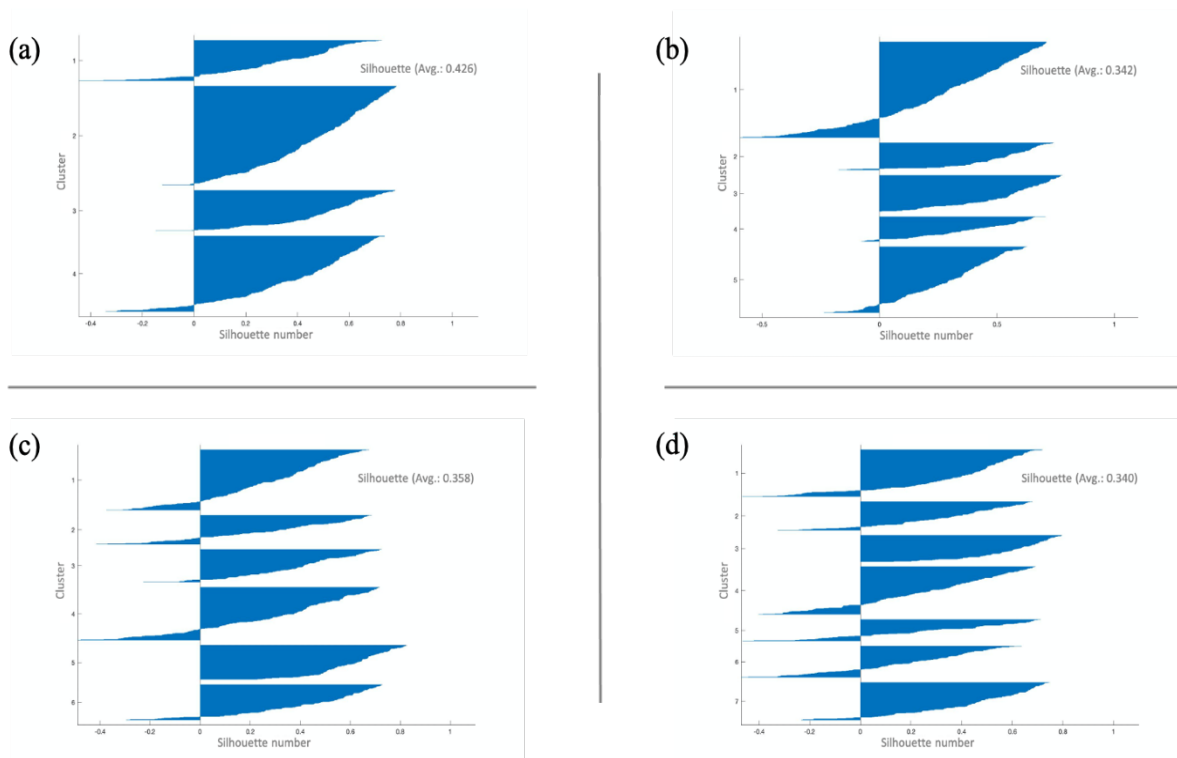 (a)
Silhouette (Avg.: 0.426)
Cluster
1
2
3
4
-0.4 -0.2 0 0.2 0.4 0.6 0.8 1
Silhouette number
(b)
Silhouette (Avg.: 0.342)
Cluster
1
2
3
4
5
-0.5 0 0.5 1
Silhouette number
(c)
Silhouette (Avg.: 0.358)
Cluster
1
2
3
4
5
6
-0.4 -0.2 0 0.2 0.4 0.6 0.8 1
Silhouette number
(d)
Silhouette (Avg.: 0.340)
Cluster
1
2
3
4
5
6
7
-0.4 -0.2 0 0.2 0.4 0.6 0.8 1
Silhouette number